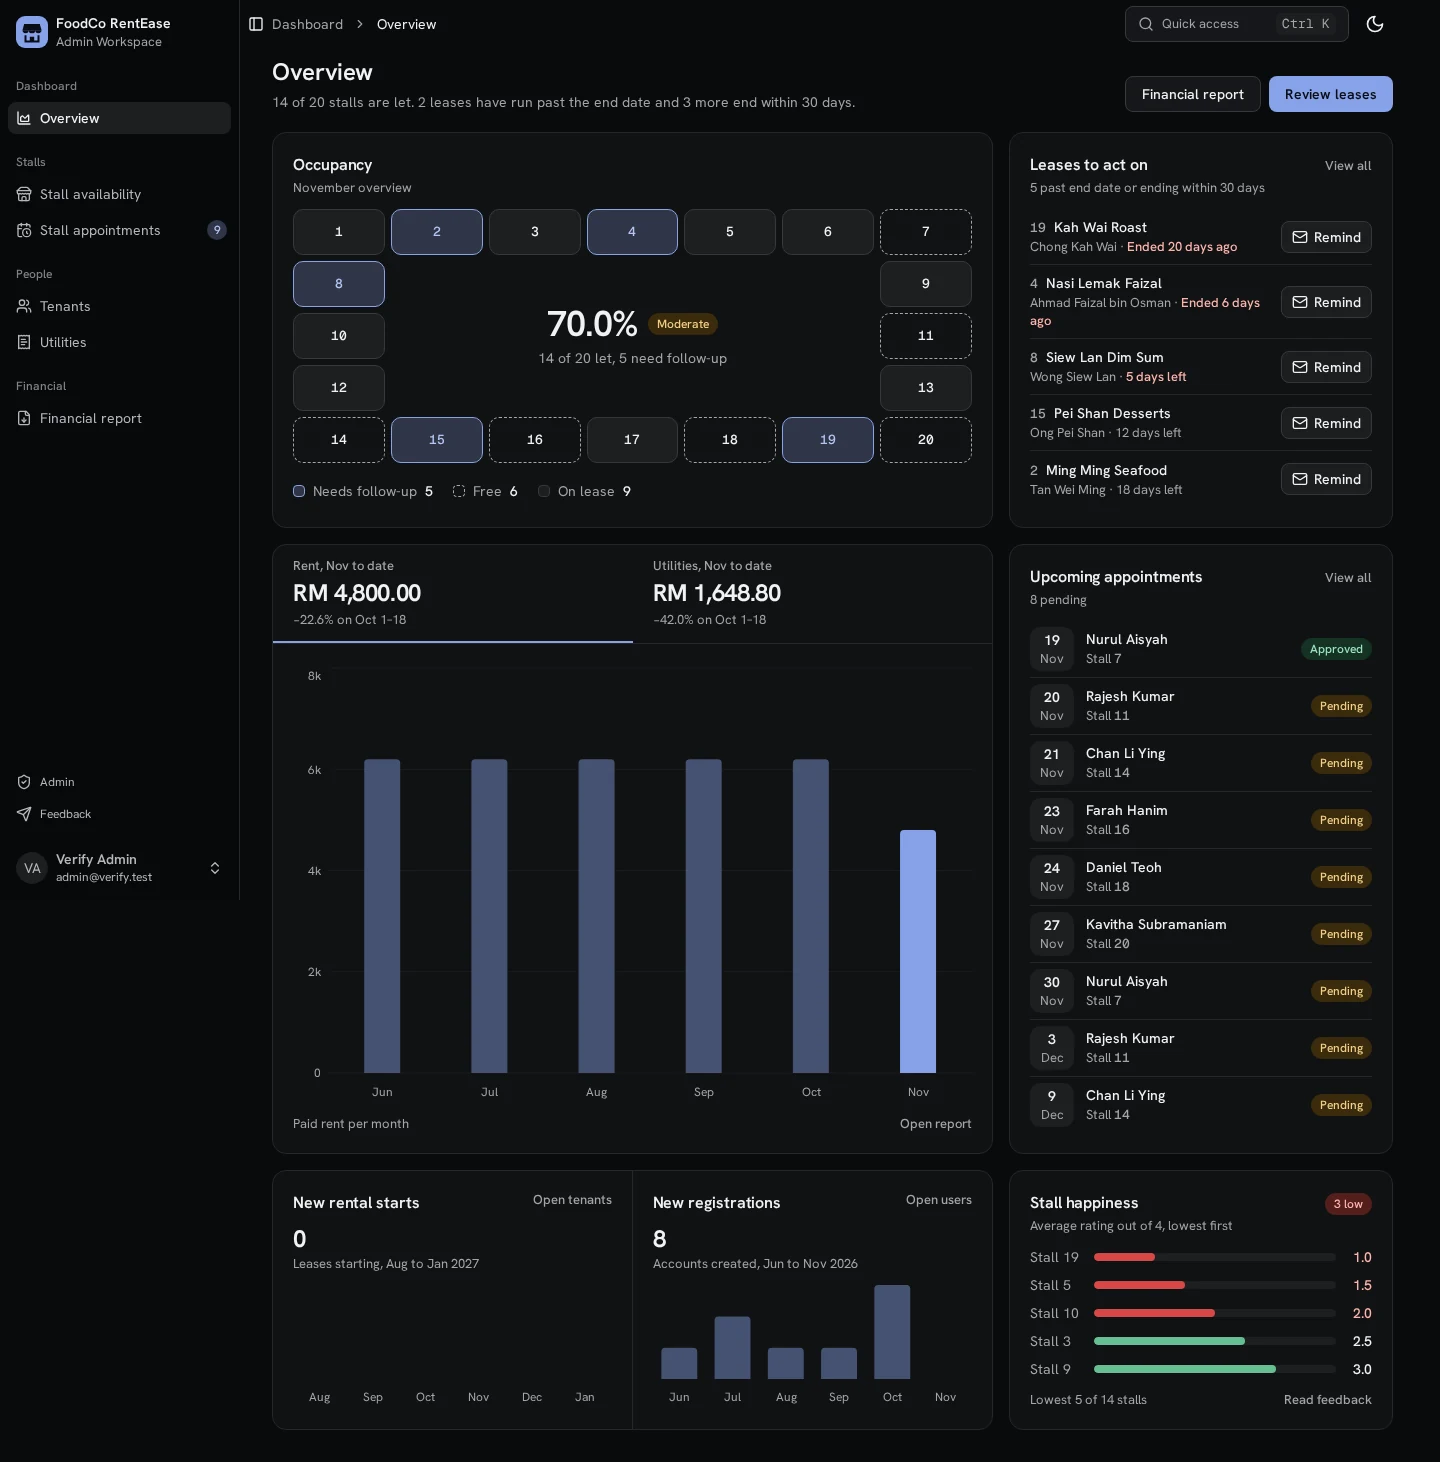 FoodCo RentEase
Admin Workspace
Dashboard
Overview
Stalls
Stall availability
Stall appointments 9
People
Tenants
Utilities
Financial
Financial report
Admin
Feedback
VA
Verify Admin
admin@verify.test
Dashboard > Overview
Quick access Ctrl K
Overview
14 of 20 stalls are let. 2 leases have run past the end date and 3 more end within 30 days.
Financial report
Review leases
Occupancy
November overview
1 2 3 4 5 6 7
8 9
10 11
12 13
14 15 16 17 18 19 20
70.0% Moderate
14 of 20 let, 5 need follow-up
Needs follow-up 5 Free 6 On lease 9
Leases to act on View all
5 past end date or ending within 30 days
19 Kah Wai Roast
Chong Kah Wai · Ended 20 days ago
Remind
4 Nasi Lemak Faizal
Ahmad Faizal bin Osman · Ended 6 days
ago
Remind
8 Siew Lan Dim Sum
Wong Siew Lan · 5 days left
Remind
15 Pei Shan Desserts
Ong Pei Shan · 12 days left
Remind
2 Ming Ming Seafood
Tan Wei Ming · 18 days left
Remind
Rent, Nov to date
RM 4,800.00
−22.6% on Oct 1–18
Utilities, Nov to date
RM 1,648.80
−42.0% on Oct 1–18
8k
6k
4k
2k
0
Jun Jul Aug Sep Oct Nov
Paid rent per month Open report
Upcoming appointments View all
8 pending
19 Nov
Nurul Aisyah
Stall 7
Approved
20 Nov
Rajesh Kumar
Stall 11
Pending
21 Nov
Chan Li Ying
Stall 14
Pending
23 Nov
Farah Hanim
Stall 16
Pending
24 Nov
Daniel Teoh
Stall 18
Pending
27 Nov
Kavitha Subramaniam
Stall 20
Pending
30 Nov
Nurul Aisyah
Stall 7
Pending
3 Dec
Rajesh Kumar
Stall 11
Pending
9 Dec
Chan Li Ying
Stall 14
Pending
New rental starts Open tenants
0
Leases starting, Aug to Jan 2027
Aug Sep Oct Nov Dec Jan
New registrations Open users
8
Accounts created, Jun to Nov 2026
Jun Jul Aug Sep Oct Nov
Stall happiness 3 low
Average rating out of 4, lowest first
Stall 19 1.0
Stall 5 1.5
Stall 10 2.0
Stall 3 2.5
Stall 9 3.0
Lowest 5 of 14 stalls Read feedback